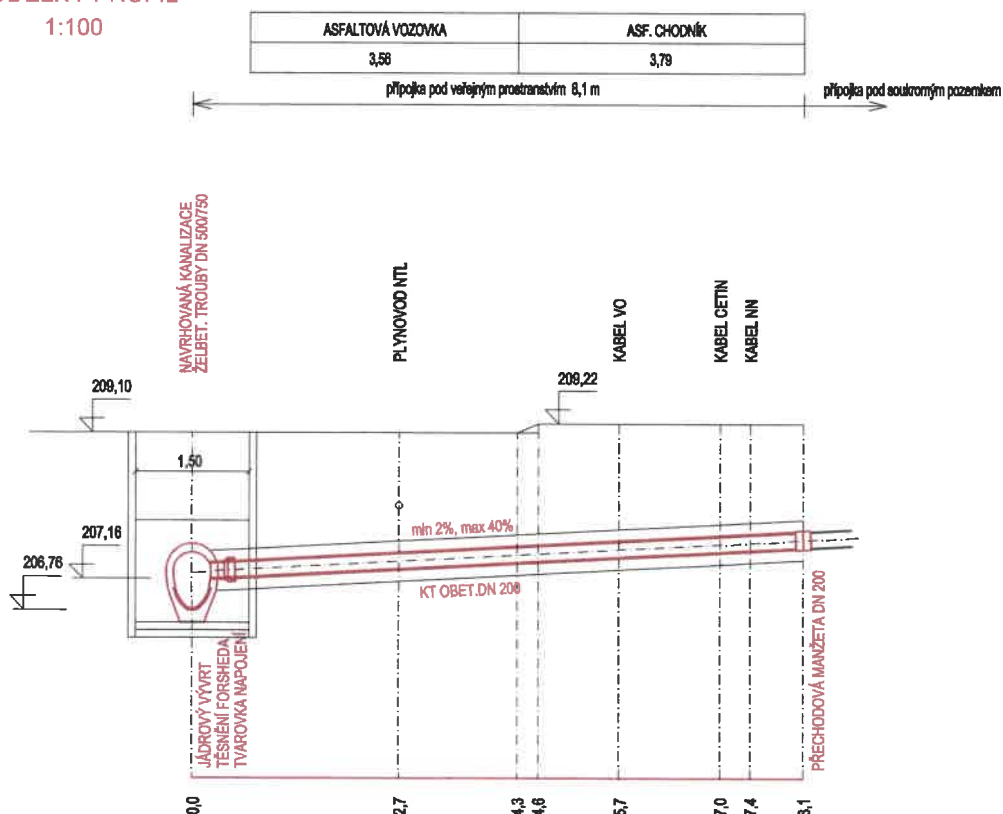 1:100
ASFALTOVÁ VOZOVKA
ASF. CHODNÍK
3,58
3,79
přípojka pod veřejným prostranstvím 8,1 m
přípojka pod soukromým pozemkem
NAVRHOVANÁ KANALIZACE
ŽELBET. TROUBY DN 500/750
PLYNOVOD NTL
KABEL VO
KABEL CETIN
KABEL NN
209,10
209,22
1,50
207,16
206,76
min 2%, max 40%
KT OBET.DN 200
JÁDROVÝ VÝVRT
TĚSNĚNÍ FORSHEDA
TVAROVKA NAPOJENÍ
PŘECHODOVÁ MANŽETA DN 200
0,0
2,7
4,3
4,6
5,7
7,0
7,4
8,1